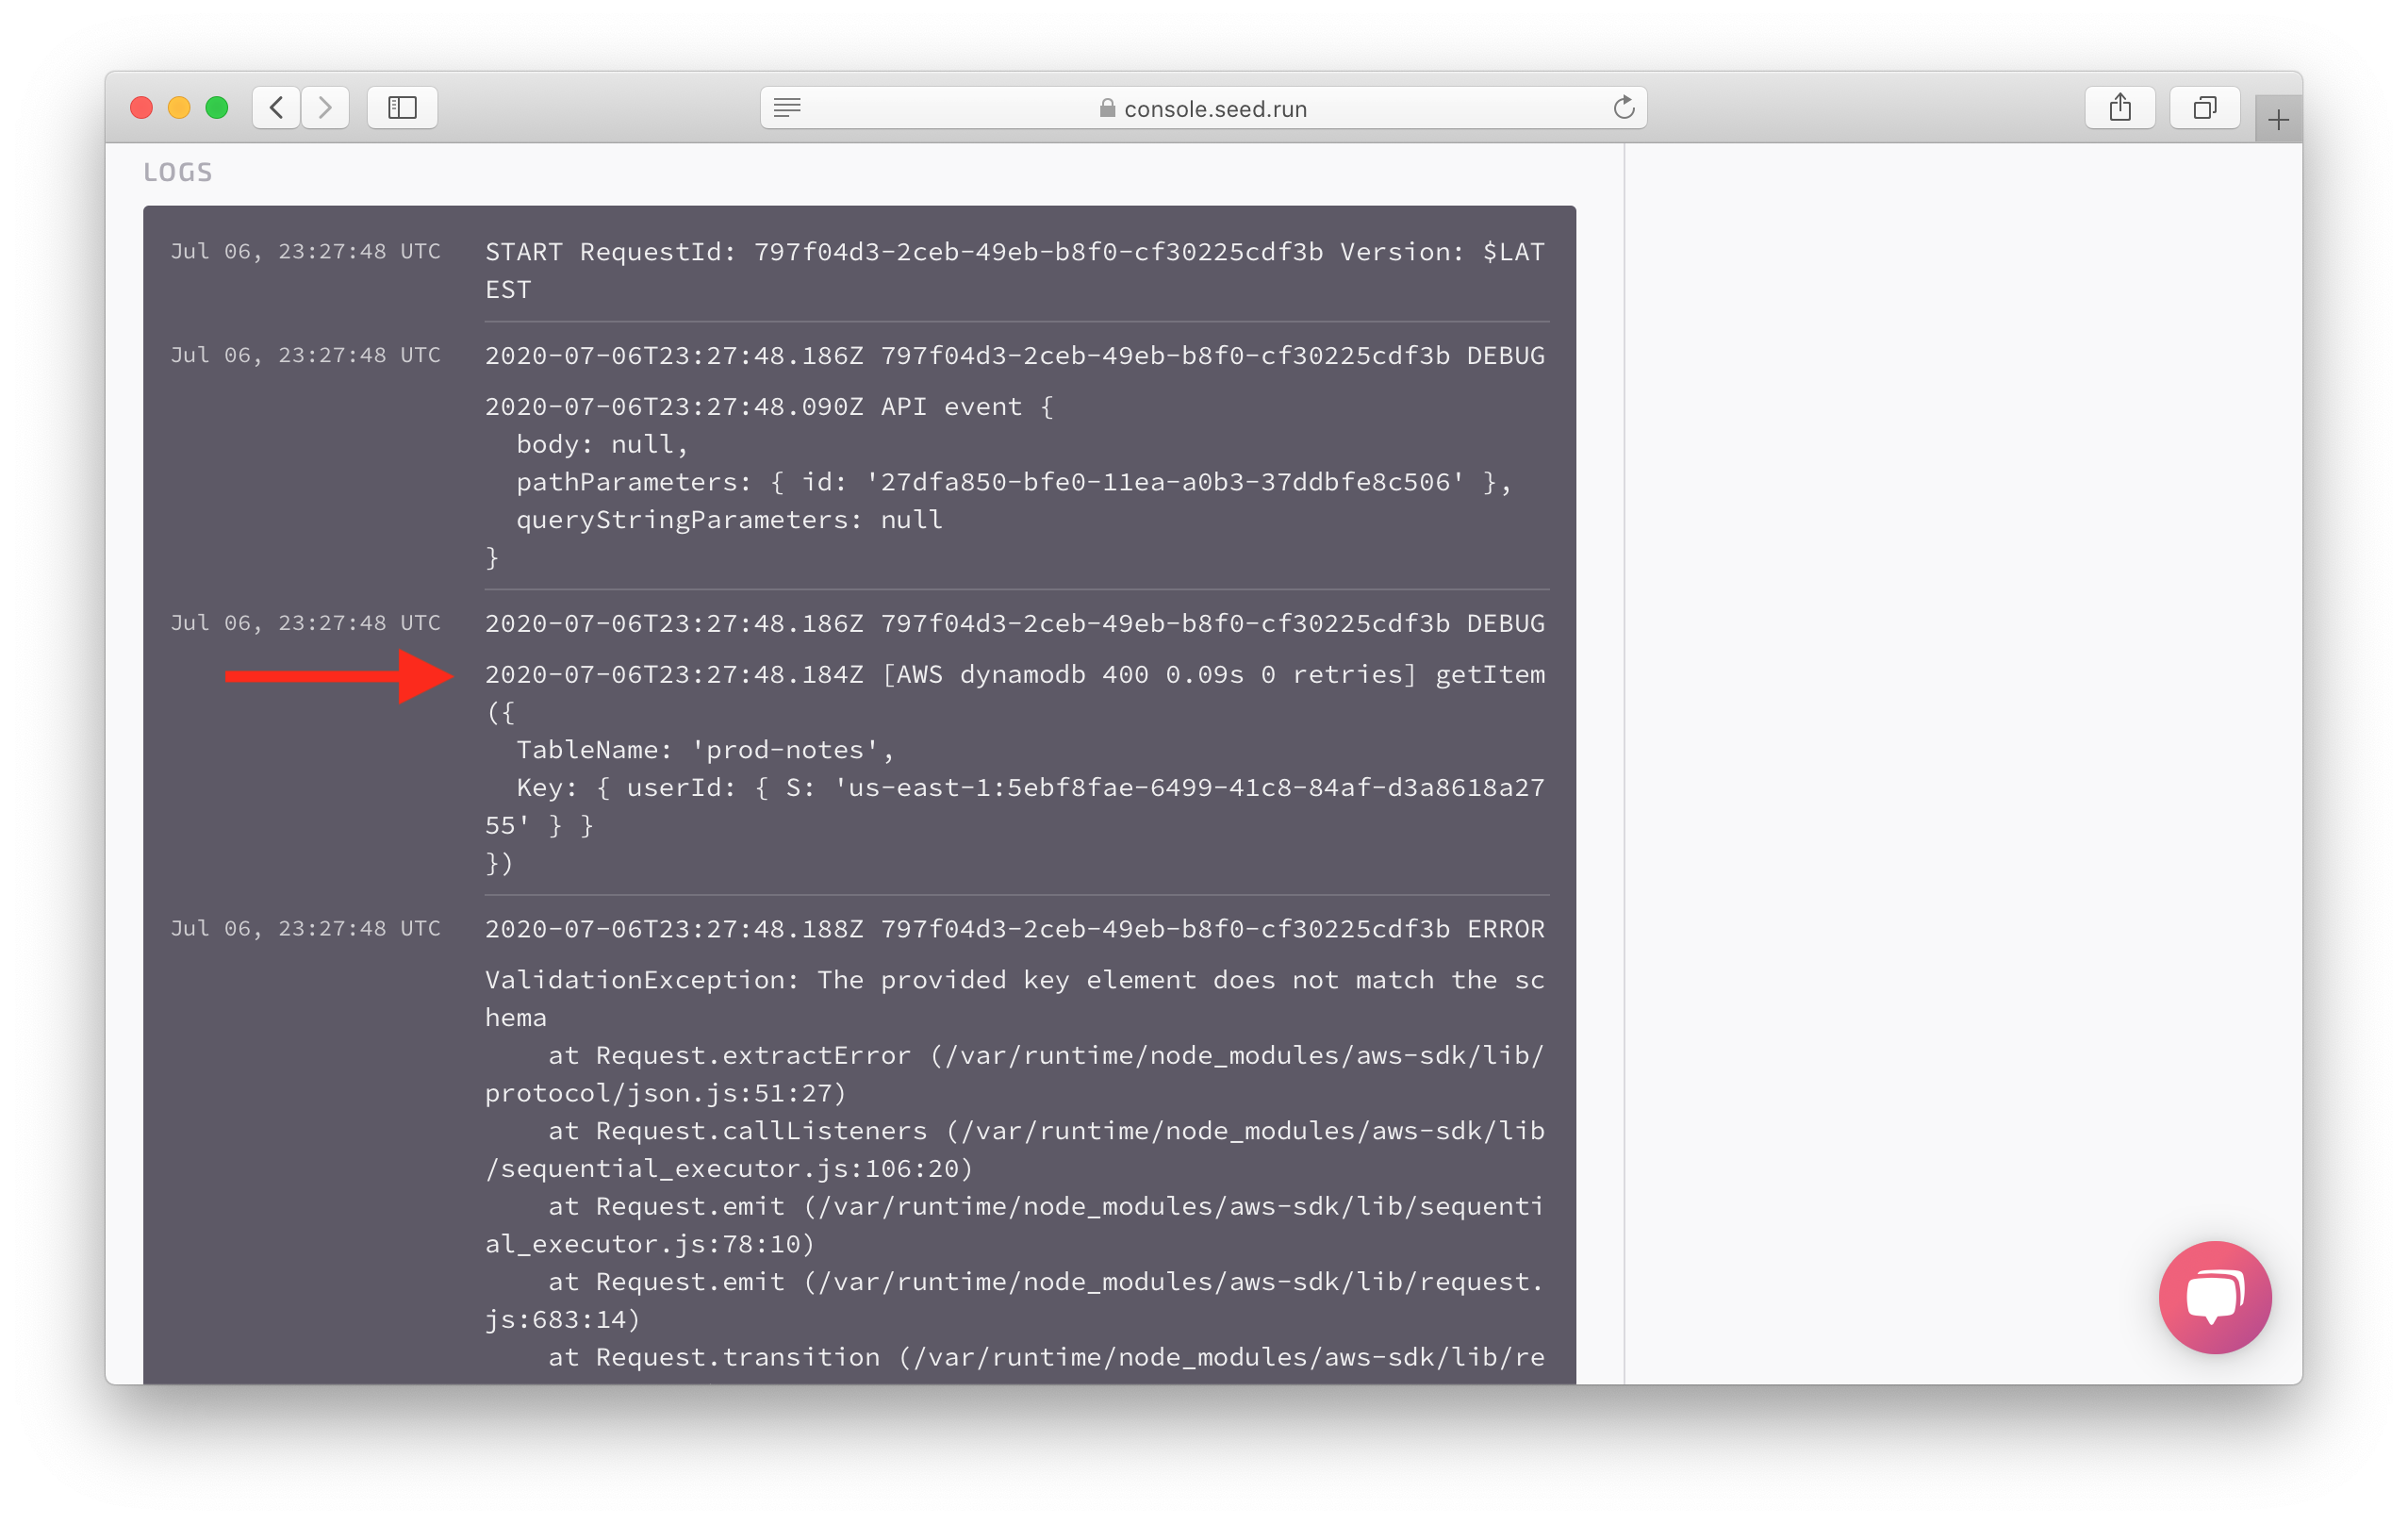 console.seed.run
LOGS
Jul 06, 23:27:48 UTC START RequestId: 797f04d3-2ceb-49eb-b8f0-cf30225cdf3b Version: $LAT
EST
Jul 06, 23:27:48 UTC 2020-07-06T23:27:48.186Z 797f04d3-2ceb-49eb-b8f0-cf30225cdf3b DEBUG
2020-07-06T23:27:48.090Z API event {
  body: null,
  pathParameters: { id: '27dfa850-bfe0-11ea-a0b3-37ddbfe8c506' },
  queryStringParameters: null
}
Jul 06, 23:27:48 UTC 2020-07-06T23:27:48.186Z 797f04d3-2ceb-49eb-b8f0-cf30225cdf3b DEBUG
2020-07-06T23:27:48.184Z [AWS dynamodb 400 0.09s 0 retries] getItem
({
  TableName: 'prod-notes',
  Key: { userId: { S: 'us-east-1:5ebf8fae-6499-41c8-84af-d3a8618a27
55' } }
})
Jul 06, 23:27:48 UTC 2020-07-06T23:27:48.188Z 797f04d3-2ceb-49eb-b8f0-cf30225cdf3b ERROR
ValidationException: The provided key element does not match the sc
hema
    at Request.extractError (/var/runtime/node_modules/aws-sdk/lib/
protocol/json.js:51:27)
    at Request.callListeners (/var/runtime/node_modules/aws-sdk/lib
/sequential_executor.js:106:20)
    at Request.emit (/var/runtime/node_modules/aws-sdk/lib/sequenti
al_executor.js:78:10)
    at Request.emit (/var/runtime/node_modules/aws-sdk/lib/request.
js:683:14)
    at Request.transition (/var/runtime/node_modules/aws-sdk/lib/re